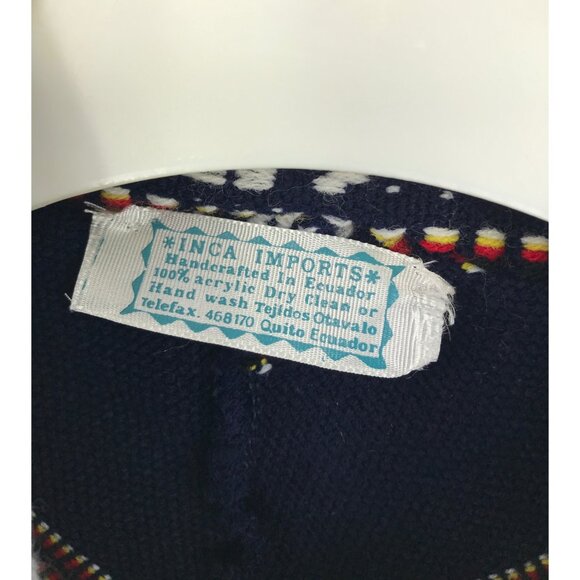 *INCA IMPORTS*
Handcrafted in Ecuador
100% acrylic Dry Clean or
Hand wash Tejidos Otavalo
Telefax. 468170 Quito Ecuador